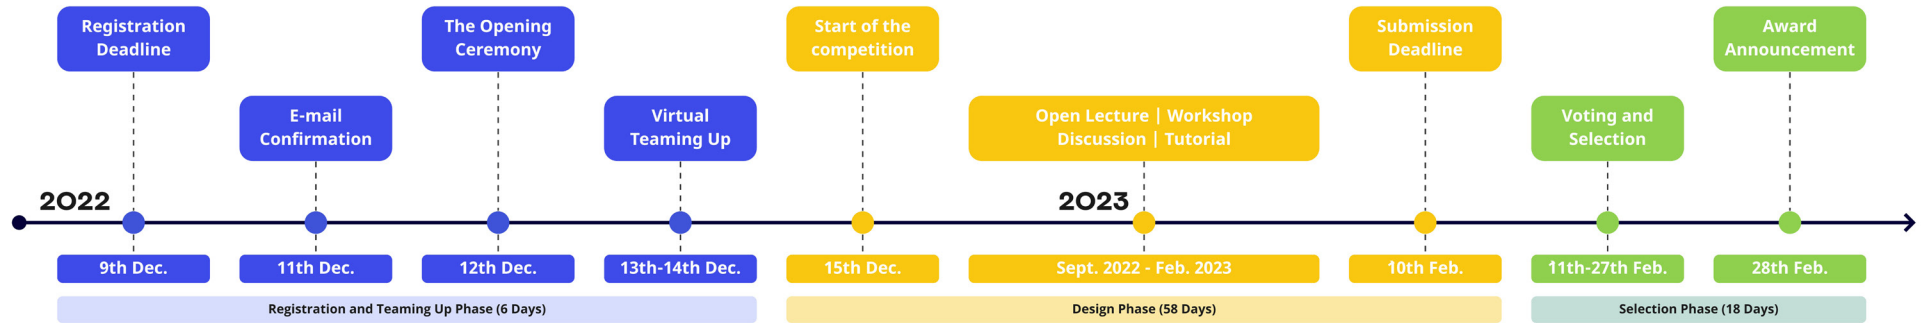 Registration
Deadline
The Opening
Ceremony
Start of the
competition
Submission
Deadline
Award
Announcement
E-mail
Confirmation
Virtual
Teaming Up
Open Lecture | Workshop
Discussion | Tutorial
Voting and
Selection
2022
2023
9th Dec.
11th Dec.
12th Dec.
13th-14th Dec.
15th Dec.
Sept. 2022 - Feb. 2023
10th Feb.
11th-27th Feb.
28th Feb.
Registration and Teaming Up Phase (6 Days)
Design Phase (58 Days)
Selection Phase (18 Days)